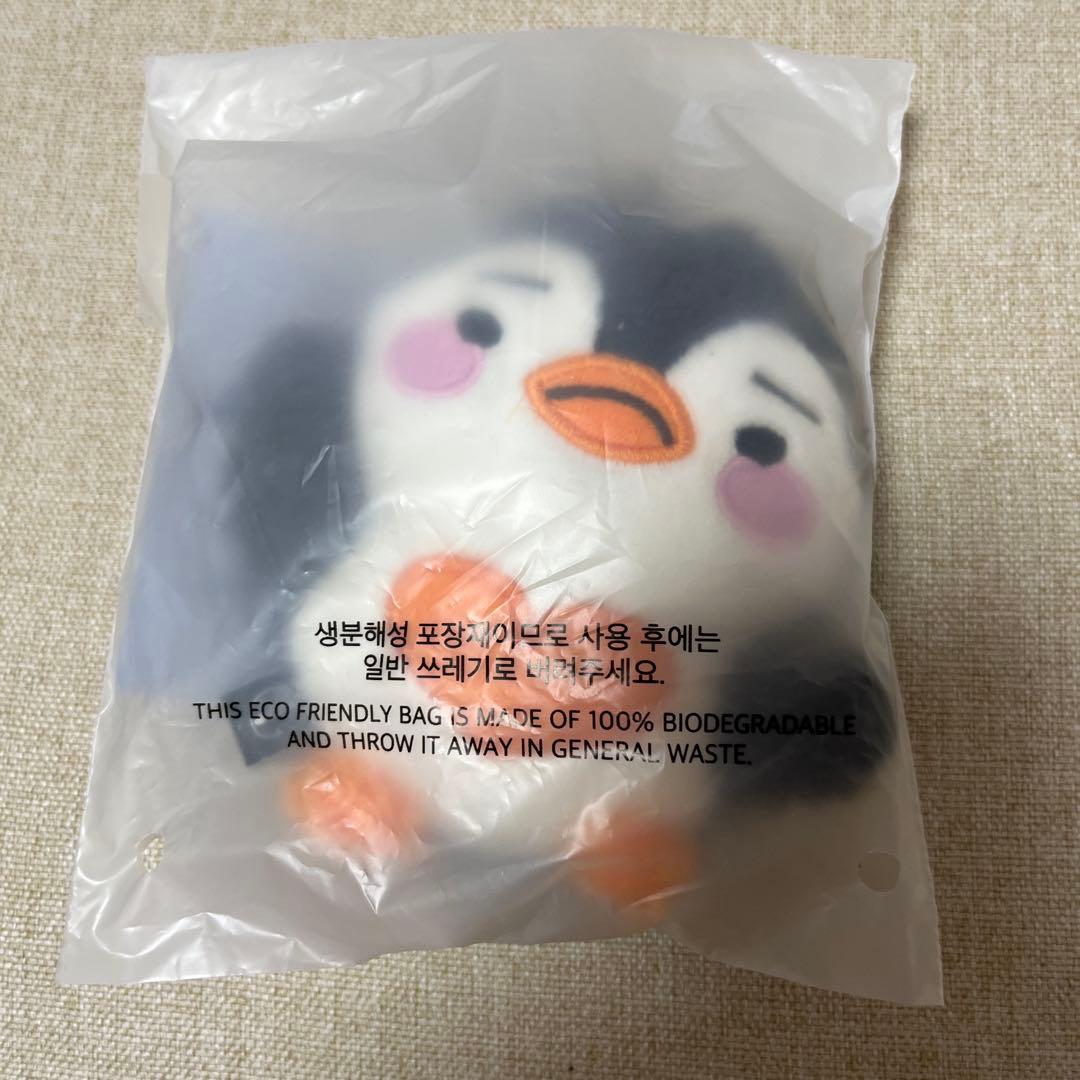 생분해성 포장재이므로 사용 후에는
일반 쓰레기로 버려주세요.
THIS ECO FRIENDLY BAG IS MADE OF 100% BIODEGRADABLE
AND THROW IT AWAY IN GENERAL WASTE.